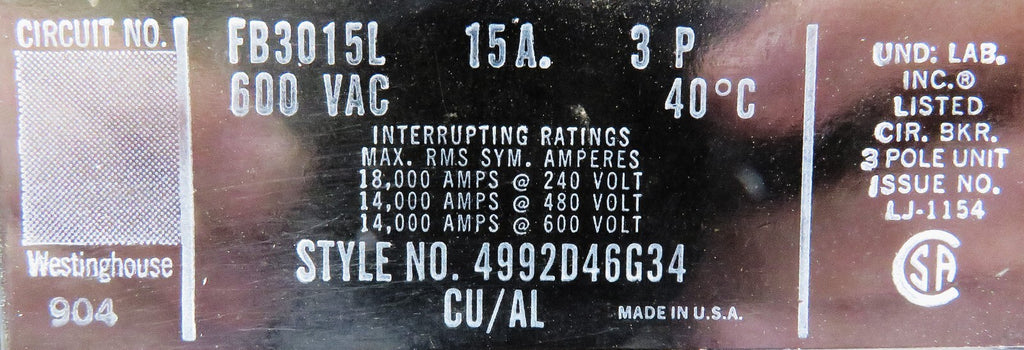 CIRCUIT NO.
Westinghouse
904
FB3015L 15A. 3 P
600 VAC 40°C
INTERRUPTING RATINGS
MAX. RMS SYM. AMPERES
18,000 AMPS @ 240 VOLT
14,000 AMPS @ 480 VOLT
14,000 AMPS @ 600 VOLT
STYLE NO. 4992D46G34
CU/AL
MADE IN U.S.A.
UND: LAB.
INC.®
LISTED
CIR. BKR.
3 POLE UNIT
ISSUE NO.
LJ-1154
CSA